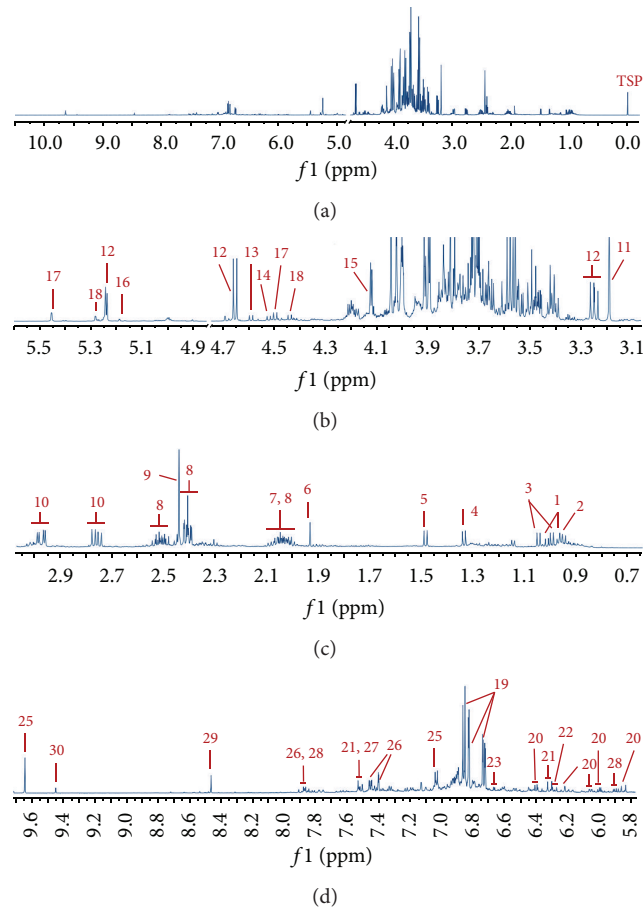 TSP
10.0 9.0 8.0 7.0 6.0 5.0 4.0 3.0 2.0 1.0 0.0
f1 (ppm)
(a)
17 18 12 16 12 13 14 17 18 15 12 11
5.5 5.3 5.1 4.9 4.7 4.5 4.3 4.1 3.9 3.7 3.5 3.3 3.1
f1 (ppm)
(b)
10 10 8 9 8 7, 8 6 5 4 3 1 2
2.9 2.7 2.5 2.3 2.1 1.9 1.7 1.5 1.3 1.1 0.9 0.7
f1 (ppm)
(c)
25 30 29 26, 28 21, 27 26 25 19 23 20 21 22 20 20 28 20
9.6 9.4 9.2 9.0 8.8 8.6 8.4 8.2 8.0 7.8 7.6 7.4 7.2 7.0 6.8 6.6 6.4 6.2 6.0 5.8
f1 (ppm)
(d)